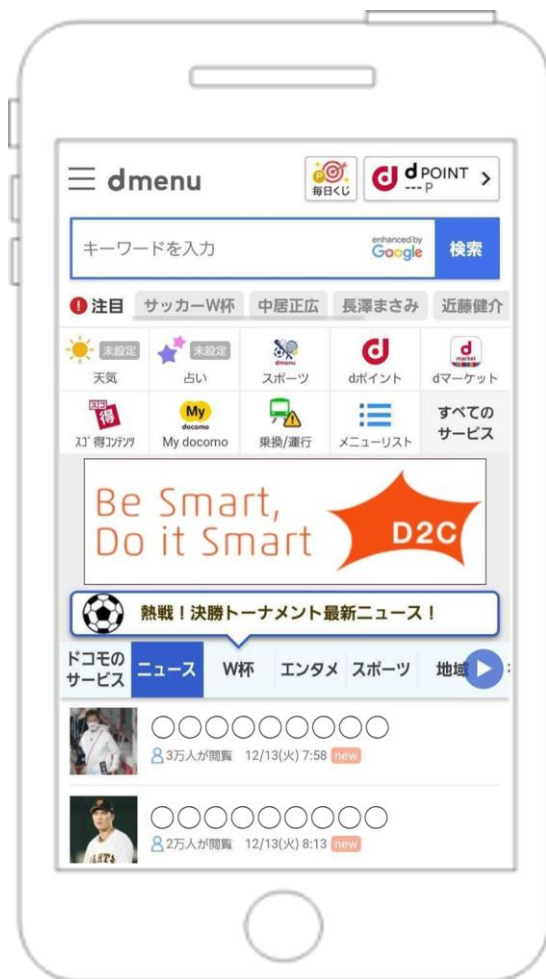 dmenu
毎日くじ
d POINT
--- P
キーワードを入力
enhanced by
Google
検索
注目
サッカーW杯
中居正広
長澤まさみ
近藤健介
未設定
天気
未設定
占い
dmenu
スポーツ
dポイント
d market
dマーケット
スゴ得
スゴ得コンテンツ
My docomo
My docomo
乗換/運行
メニューリスト
すべての
サービス
Be Smart,
Do it Smart
D2C
熱戦！決勝トーナメント最新ニュース！
ドコモの
サービス
ニュース
W杯
エンタメ
スポーツ
地域
〇〇〇〇〇〇〇〇〇〇
3万人が閲覧 12/13(火) 7:58 new
〇〇〇〇〇〇〇〇〇〇
2万人が閲覧 12/13(火) 8:13 new